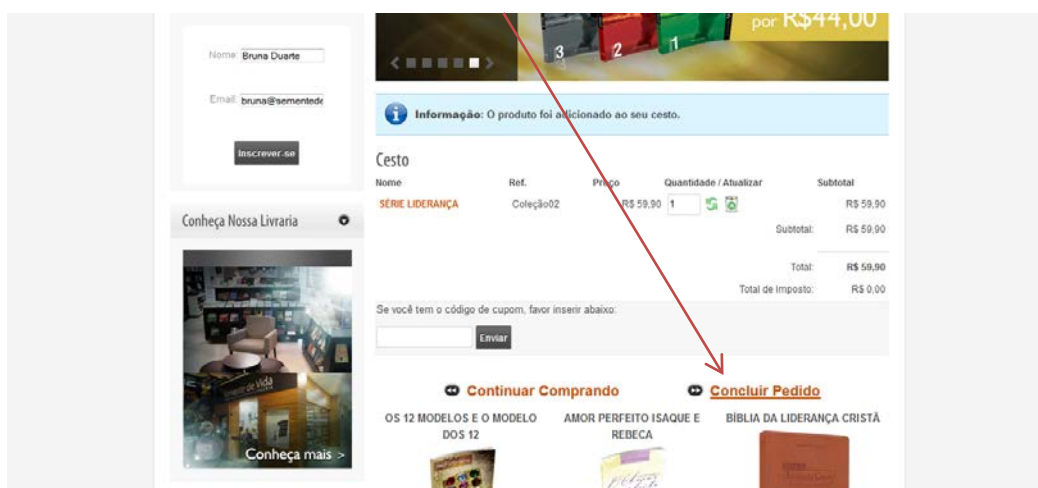 por R$44,00
3 2 1
Nome: Bruna Duarte
Email: bruna@sementede
Inscrever-se
Informação: O produto foi adicionado ao seu cesto.
Cesto
Nome Ref. Preço Quantidade / Atualizar Subtotal
SÉRIE LIDERANÇA Coleção02 R$ 59,90 1 R$ 59,90
Subtotal: R$ 59,90
Total: R$ 59,90
Total de Imposto: R$ 0,00
Se você tem o código de cupom, favor inserir abaixo:
Enviar
Conheça Nossa Livraria
de Vida
Conheça mais >
Continuar Comprando Concluir Pedido
OS 12 MODELOS E O MODELO
DOS 12
AMOR PERFEITO ISAQUE E
REBECA
BÍBLIA DA LIDERANÇA CRISTÃ